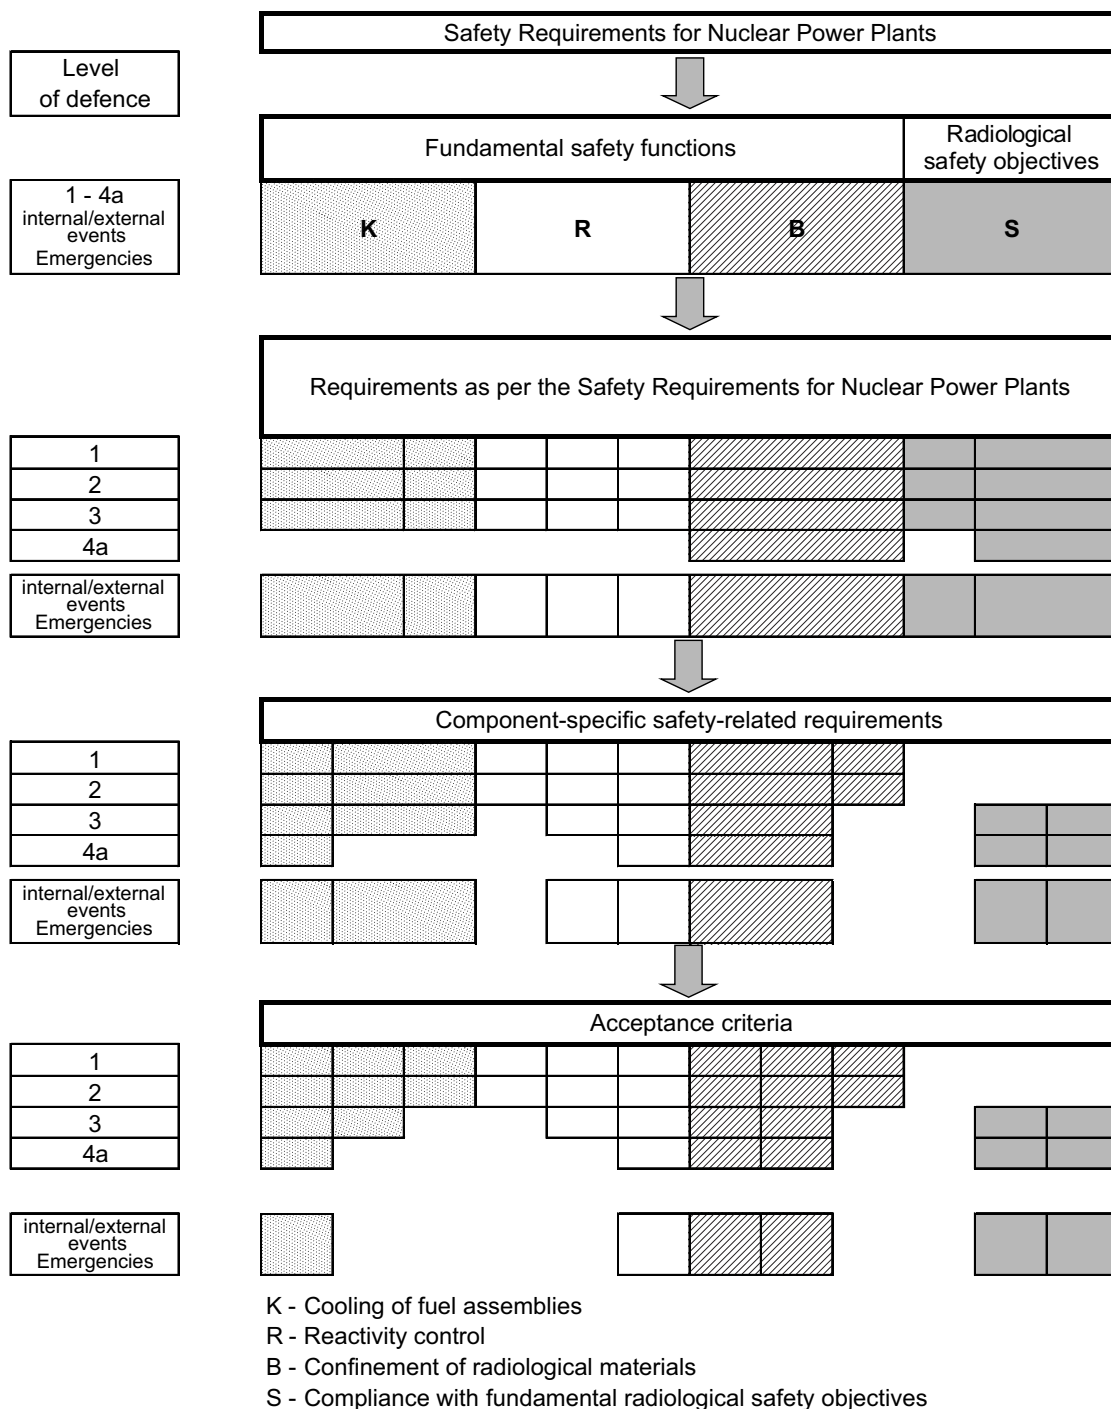 Safety Requirements for Nuclear Power Plants
Level
of defence
Fundamental safety functions
Radiological
safety objectives
1 - 4a
internal/external
events
Emergencies
K
R
B
S
Requirements as per the Safety Requirements for Nuclear Power Plants
1
2
3
4a
internal/external
events
Emergencies
Component-specific safety-related requirements
1
2
3
4a
internal/external
events
Emergencies
Acceptance criteria
1
2
3
4a
internal/external
events
Emergencies
K - Cooling of fuel assemblies
R - Reactivity control
B - Confinement of radiological materials
S - Compliance with fundamental radiological safety objectives